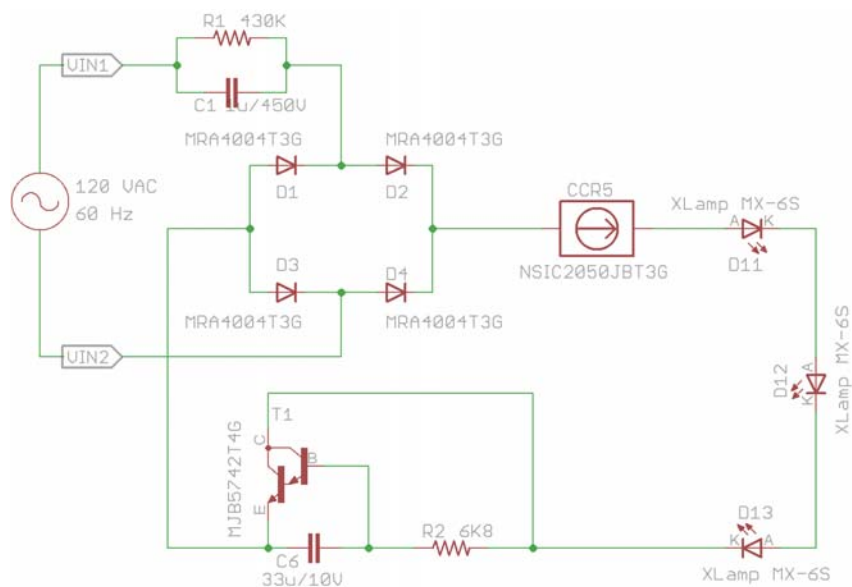 R1 430K
VIN1
C1 1u/450V
MRA4004T3G
MRA4004T3G
D1
D2
120 VAC
60 Hz
CCR5
NSIC2050JBT3G
XLamp MX-6S
A
K
D11
D3
D4
MRA4004T3G
MRA4004T3G
VIN2
D12
A
K
XLamp MX-6S
T1
MJB5742T4G
C
B
E
C6
33u/10V
R2 6K8
D13
K
A
XLamp MX-6S